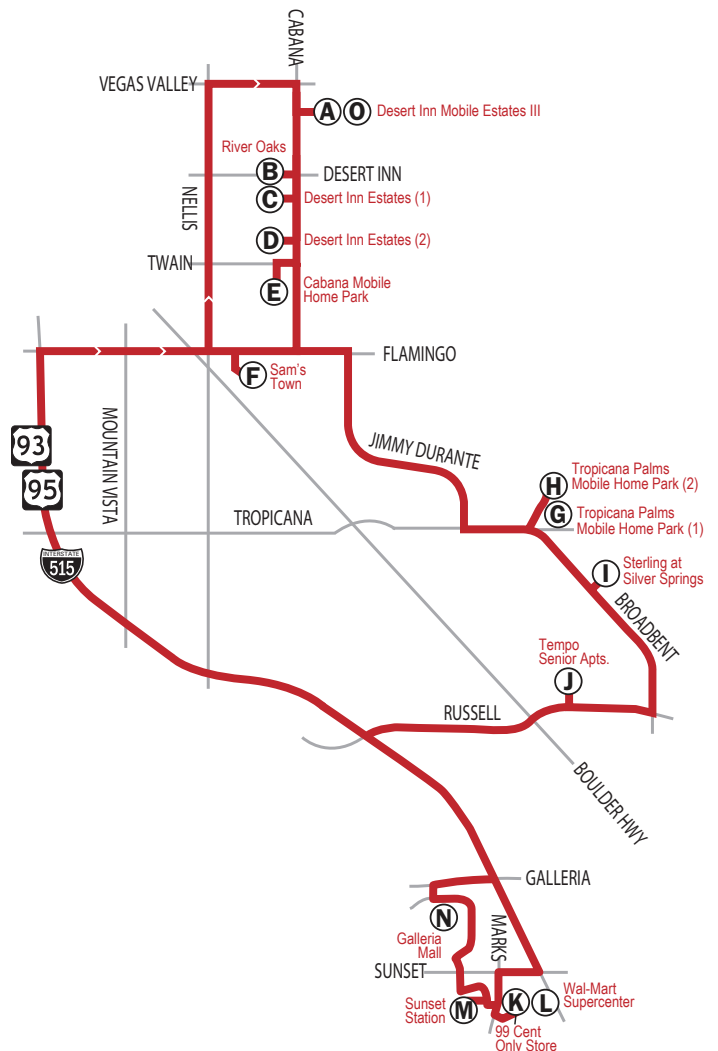 CABANA
VEGAS VALLEY
A
O
Desert Inn Mobile Estates III
River Oaks
B
DESERT INN
C
Desert Inn Estates (1)
NELLIS
D
Desert Inn Estates (2)
TWAIN
E
Cabana Mobile
Home Park
FLAMINGO
F
Sam's
Town
93
95
MOUNTAIN VISTA
JIMMY DURANTE
TROPICANA
H
Tropicana Palms
Mobile Home Park (2)
G
Tropicana Palms
Mobile Home Park (1)
INTERSTATE
515
I
Sterling at
Silver Springs
BROADBENT
Tempo
Senior Apts.
J
RUSSELL
BOULDER HWY
GALLERIA
N
Galleria
Mall
MARKS
SUNSET
Sunset
Station
M
K
L
Wal-Mart
Supercenter
99 Cent
Only Store